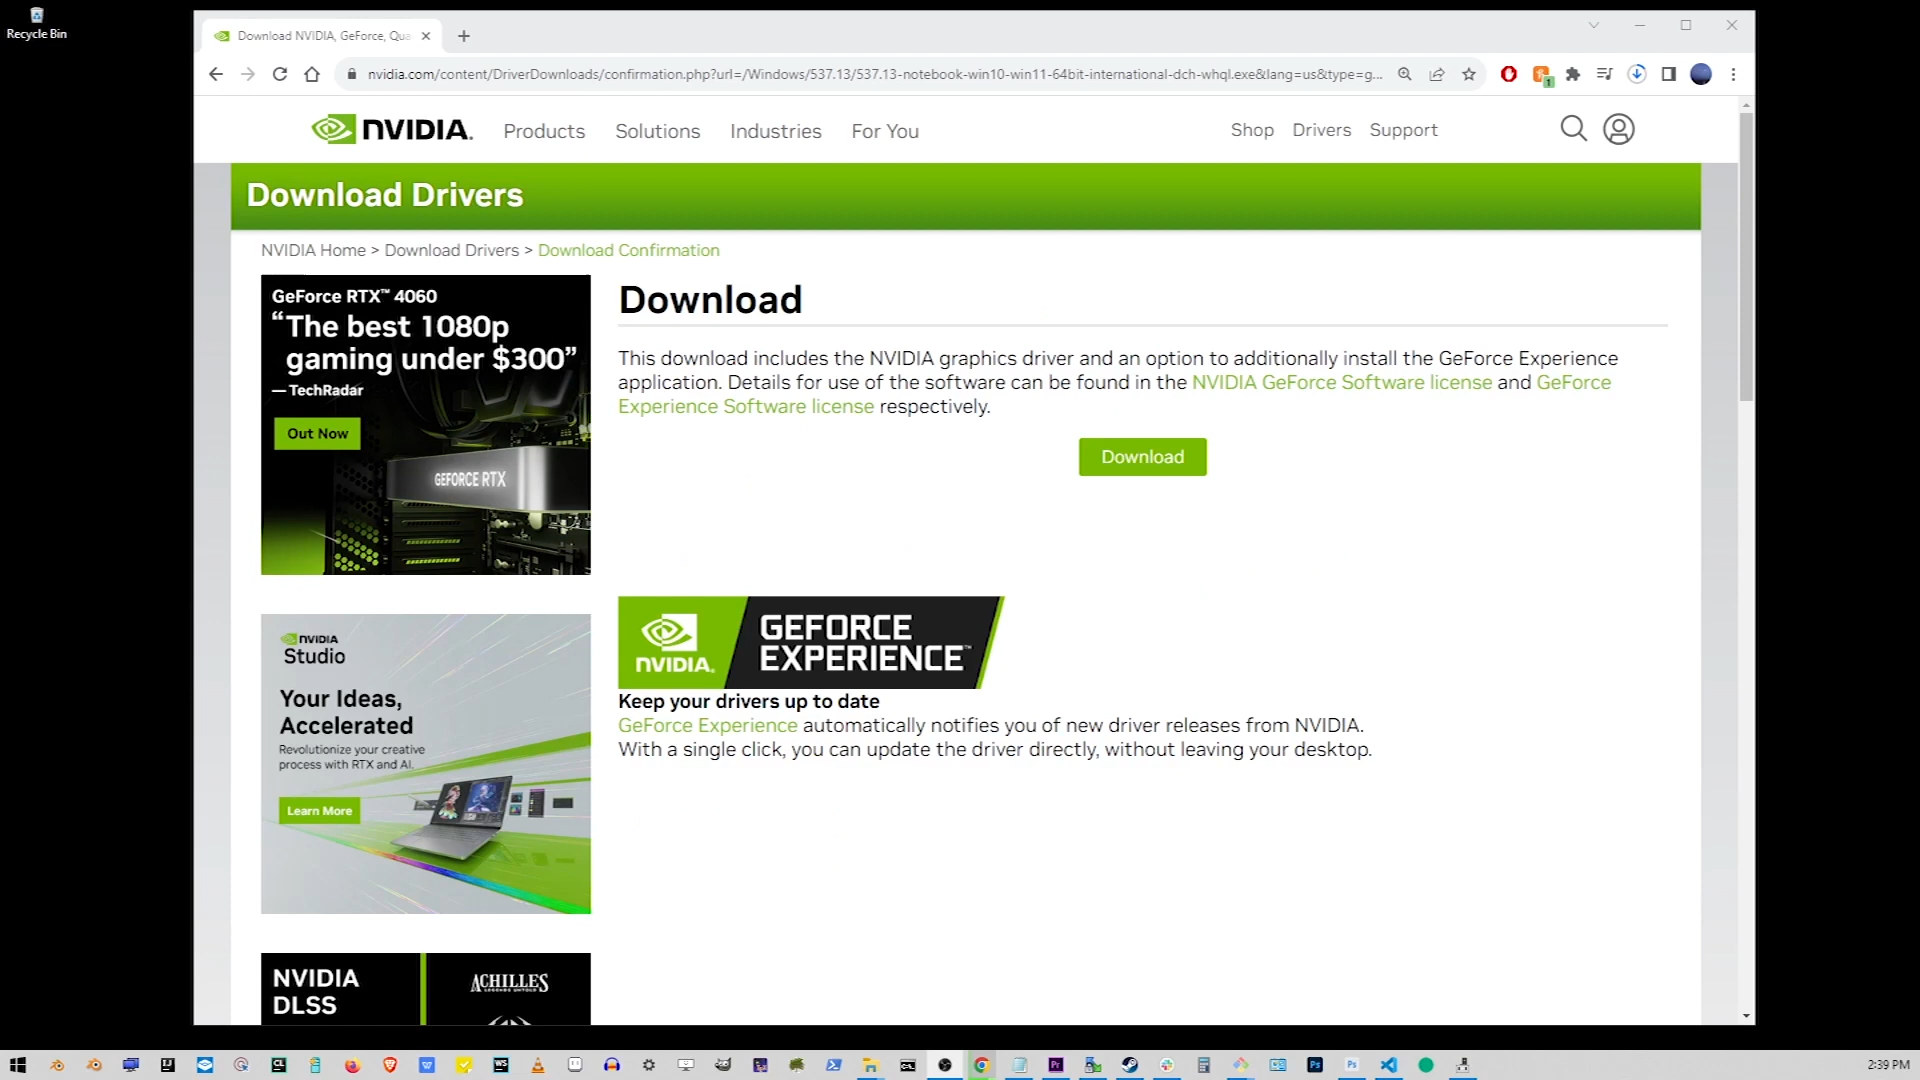 Recycle Bin
Download NVIDIA, GeForce, Qua
nvidia.com/content/DriverDownloads/confirmation.php?url=/Windows/537.13/537.13-notebook-win10-win11-64bit-international-dch-whql.exe&lang=us&type=g...
1
NVIDIA.
Products
Solutions
Industries
For You
Shop
Drivers
Support
Download Drivers
NVIDIA Home > Download Drivers > Download Confirmation
GeForce RTX™ 4060
“The best 1080p
gaming under $300”
— TechRadar
Out Now
GEFORCE RTX
Download
This download includes the NVIDIA graphics driver and an option to additionally install the GeForce Experience
application. Details for use of the software can be found in the NVIDIA GeForce Software license and GeForce
Experience Software license respectively.
Download
NVIDIA.
GEFORCE
EXPERIENCE™
Keep your drivers up to date
GeForce Experience automatically notifies you of new driver releases from NVIDIA.
With a single click, you can update the driver directly, without leaving your desktop.
NVIDIA
Studio
Your Ideas,
Accelerated
Revolutionize your creative
process with RTX and AI.
Learn More
NVIDIA
DLSS
ACHILLES
LEGENDS UNTOLD
2:39 PM